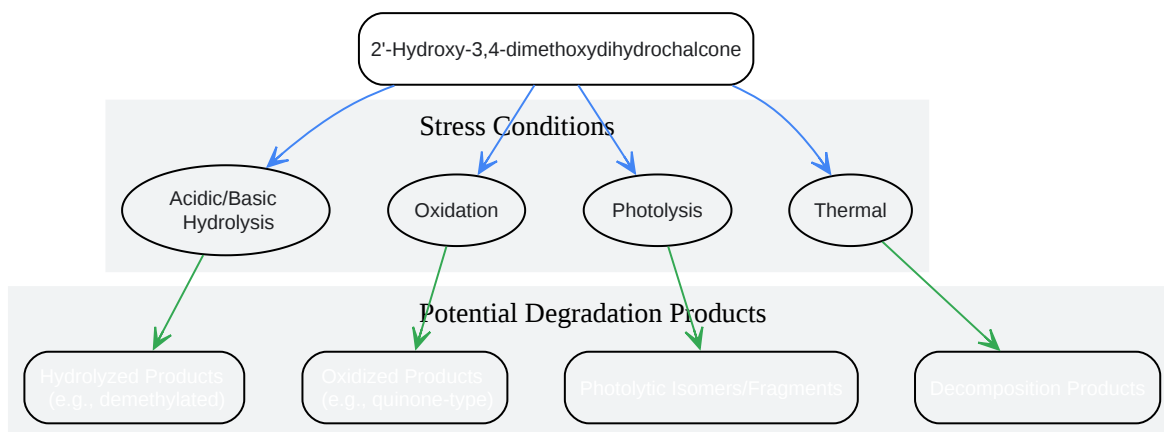 2'-Hydroxy-3,4-dimethoxydihydrochalcone
Stress Conditions
Acidic/Basic
Hydrolysis
Oxidation
Photolysis
Thermal
Potential Degradation Products
Hydrolyzed Products
(e.g., demethylated)
Oxidized Products
(e.g., quinone-type)
Photolytic Isomers/Fragments
Decomposition Products